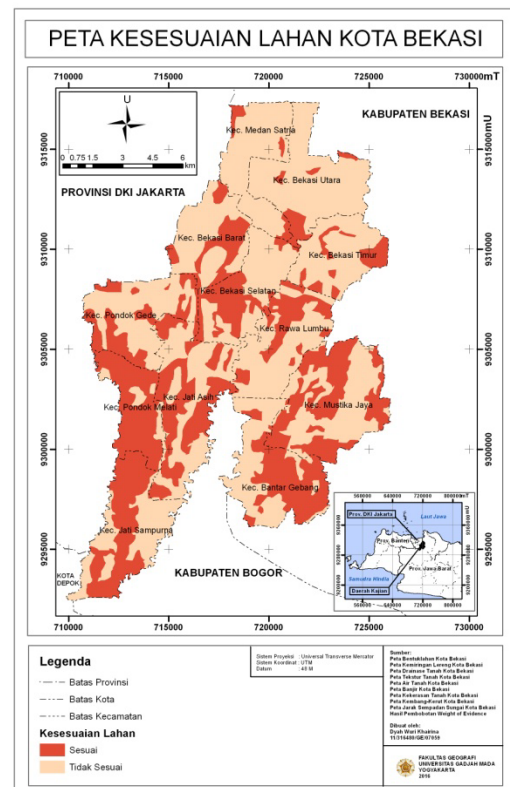 PETA KESESUAIAN LAHAN KOTA BEKASI
710000 715000 720000 725000 730000mT
U
0 0.75 1.5 3 4.5 6
km
KABUPATEN BEKASI
PROVINSI DKI JAKARTA
9315000mU
9315000
9310000
9310000
9305000
9305000
9300000
9300000
9295000
9295000
Kec. Medan Satria
Kec. Bekasi Utara
Kec. Bekasi Barat
Kec. Bekasi Timur
Kec. Bekasi Selatan
Kec. Pondok Gede
Kec. Rawa Lumbu
Kec. Jati Asih
Kec. Pondok Melati
Kec. Mustika Jaya
Kec. Bantar Gebang
Kec. Jati Sampurna
KOTA
DEPOK
KABUPATEN BOGOR
Prov. DKI Jakarta
Laut Jawa
Prov. Banten
Prov. Jawa Barat
Samudra Hindia
Daerah Kajian
710000 715000 720000 725000 730000
Legenda
Batas Provinsi
Batas Kota
Batas Kecamatan
Kesesuaian Lahan
Sesuai
Tidak Sesuai
Sistem Proyeksi : Universal Transverse Mercator
Sistem Koordinat : UTM
Datum : 48 M
Sumber:
Peta Bentuklahan Kota Bekasi
Peta Kemiringan Lereng Kota Bekasi
Peta Drainase Tanah Kota Bekasi
Peta Tekstur Tanah Kota Bekasi
Peta Air Tanah Kota Bekasi
Peta Banjir Kota Bekasi
Peta Kekerasan Tanah Kota Bekasi
Peta Kembang-Kerut Kota Bekasi
Peta Jarak Sempadan Sungai Kota Bekasi
Hasil Pembobotan Weight of Evidence
Dibuat oleh:
Dyah Wuri Khairina
FAKULTAS GEOGRAFI
UNIVERSITAS GADJAH MADA
YOGYAKARTA
2016